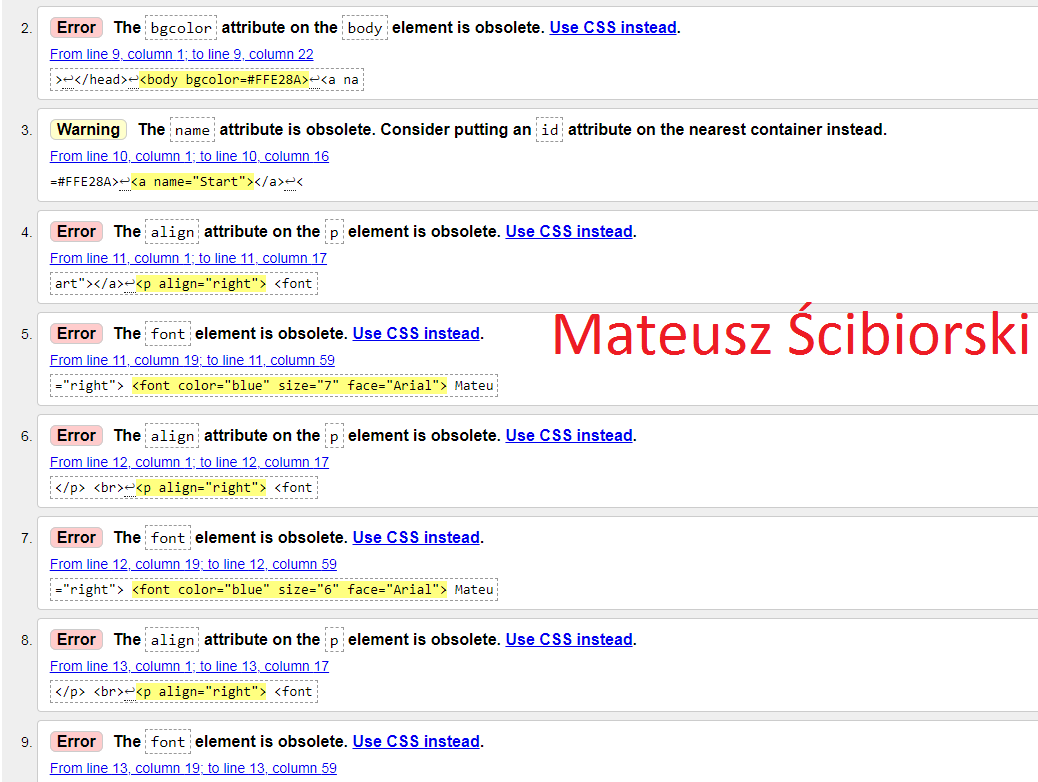 2. Error The bgcolor attribute on the body element is obsolete. Use CSS instead.
From line 9, column 1; to line 9, column 22
>↩</head>↩<body bgcolor=#FFE28A>↩<a na
3. Warning The name attribute is obsolete. Consider putting an id attribute on the nearest container instead.
From line 10, column 1; to line 10, column 16
=#FFE28A>↩<a name="Start"></a>↩<
4. Error The align attribute on the p element is obsolete. Use CSS instead.
From line 11, column 1; to line 11, column 17
art"></a>↩<p align="right"> <font
5. Error The font element is obsolete. Use CSS instead.
Mateusz Ścibiorski
From line 11, column 19; to line 11, column 59
="right"> <font color="blue" size="7" face="Arial"> Mateu
6. Error The align attribute on the p element is obsolete. Use CSS instead.
From line 12, column 1; to line 12, column 17
</p> <br>↩<p align="right"> <font
7. Error The font element is obsolete. Use CSS instead.
From line 12, column 19; to line 12, column 59
="right"> <font color="blue" size="6" face="Arial"> Mateu
8. Error The align attribute on the p element is obsolete. Use CSS instead.
From line 13, column 1; to line 13, column 17
</p> <br>↩<p align="right"> <font
9. Error The font element is obsolete. Use CSS instead.
From line 13, column 19; to line 13, column 59